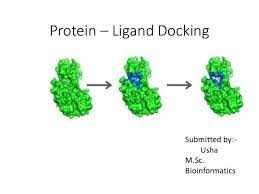 Protein – Ligand Docking
Submitted by:-
Usha
M.Sc.
Bioinformatics